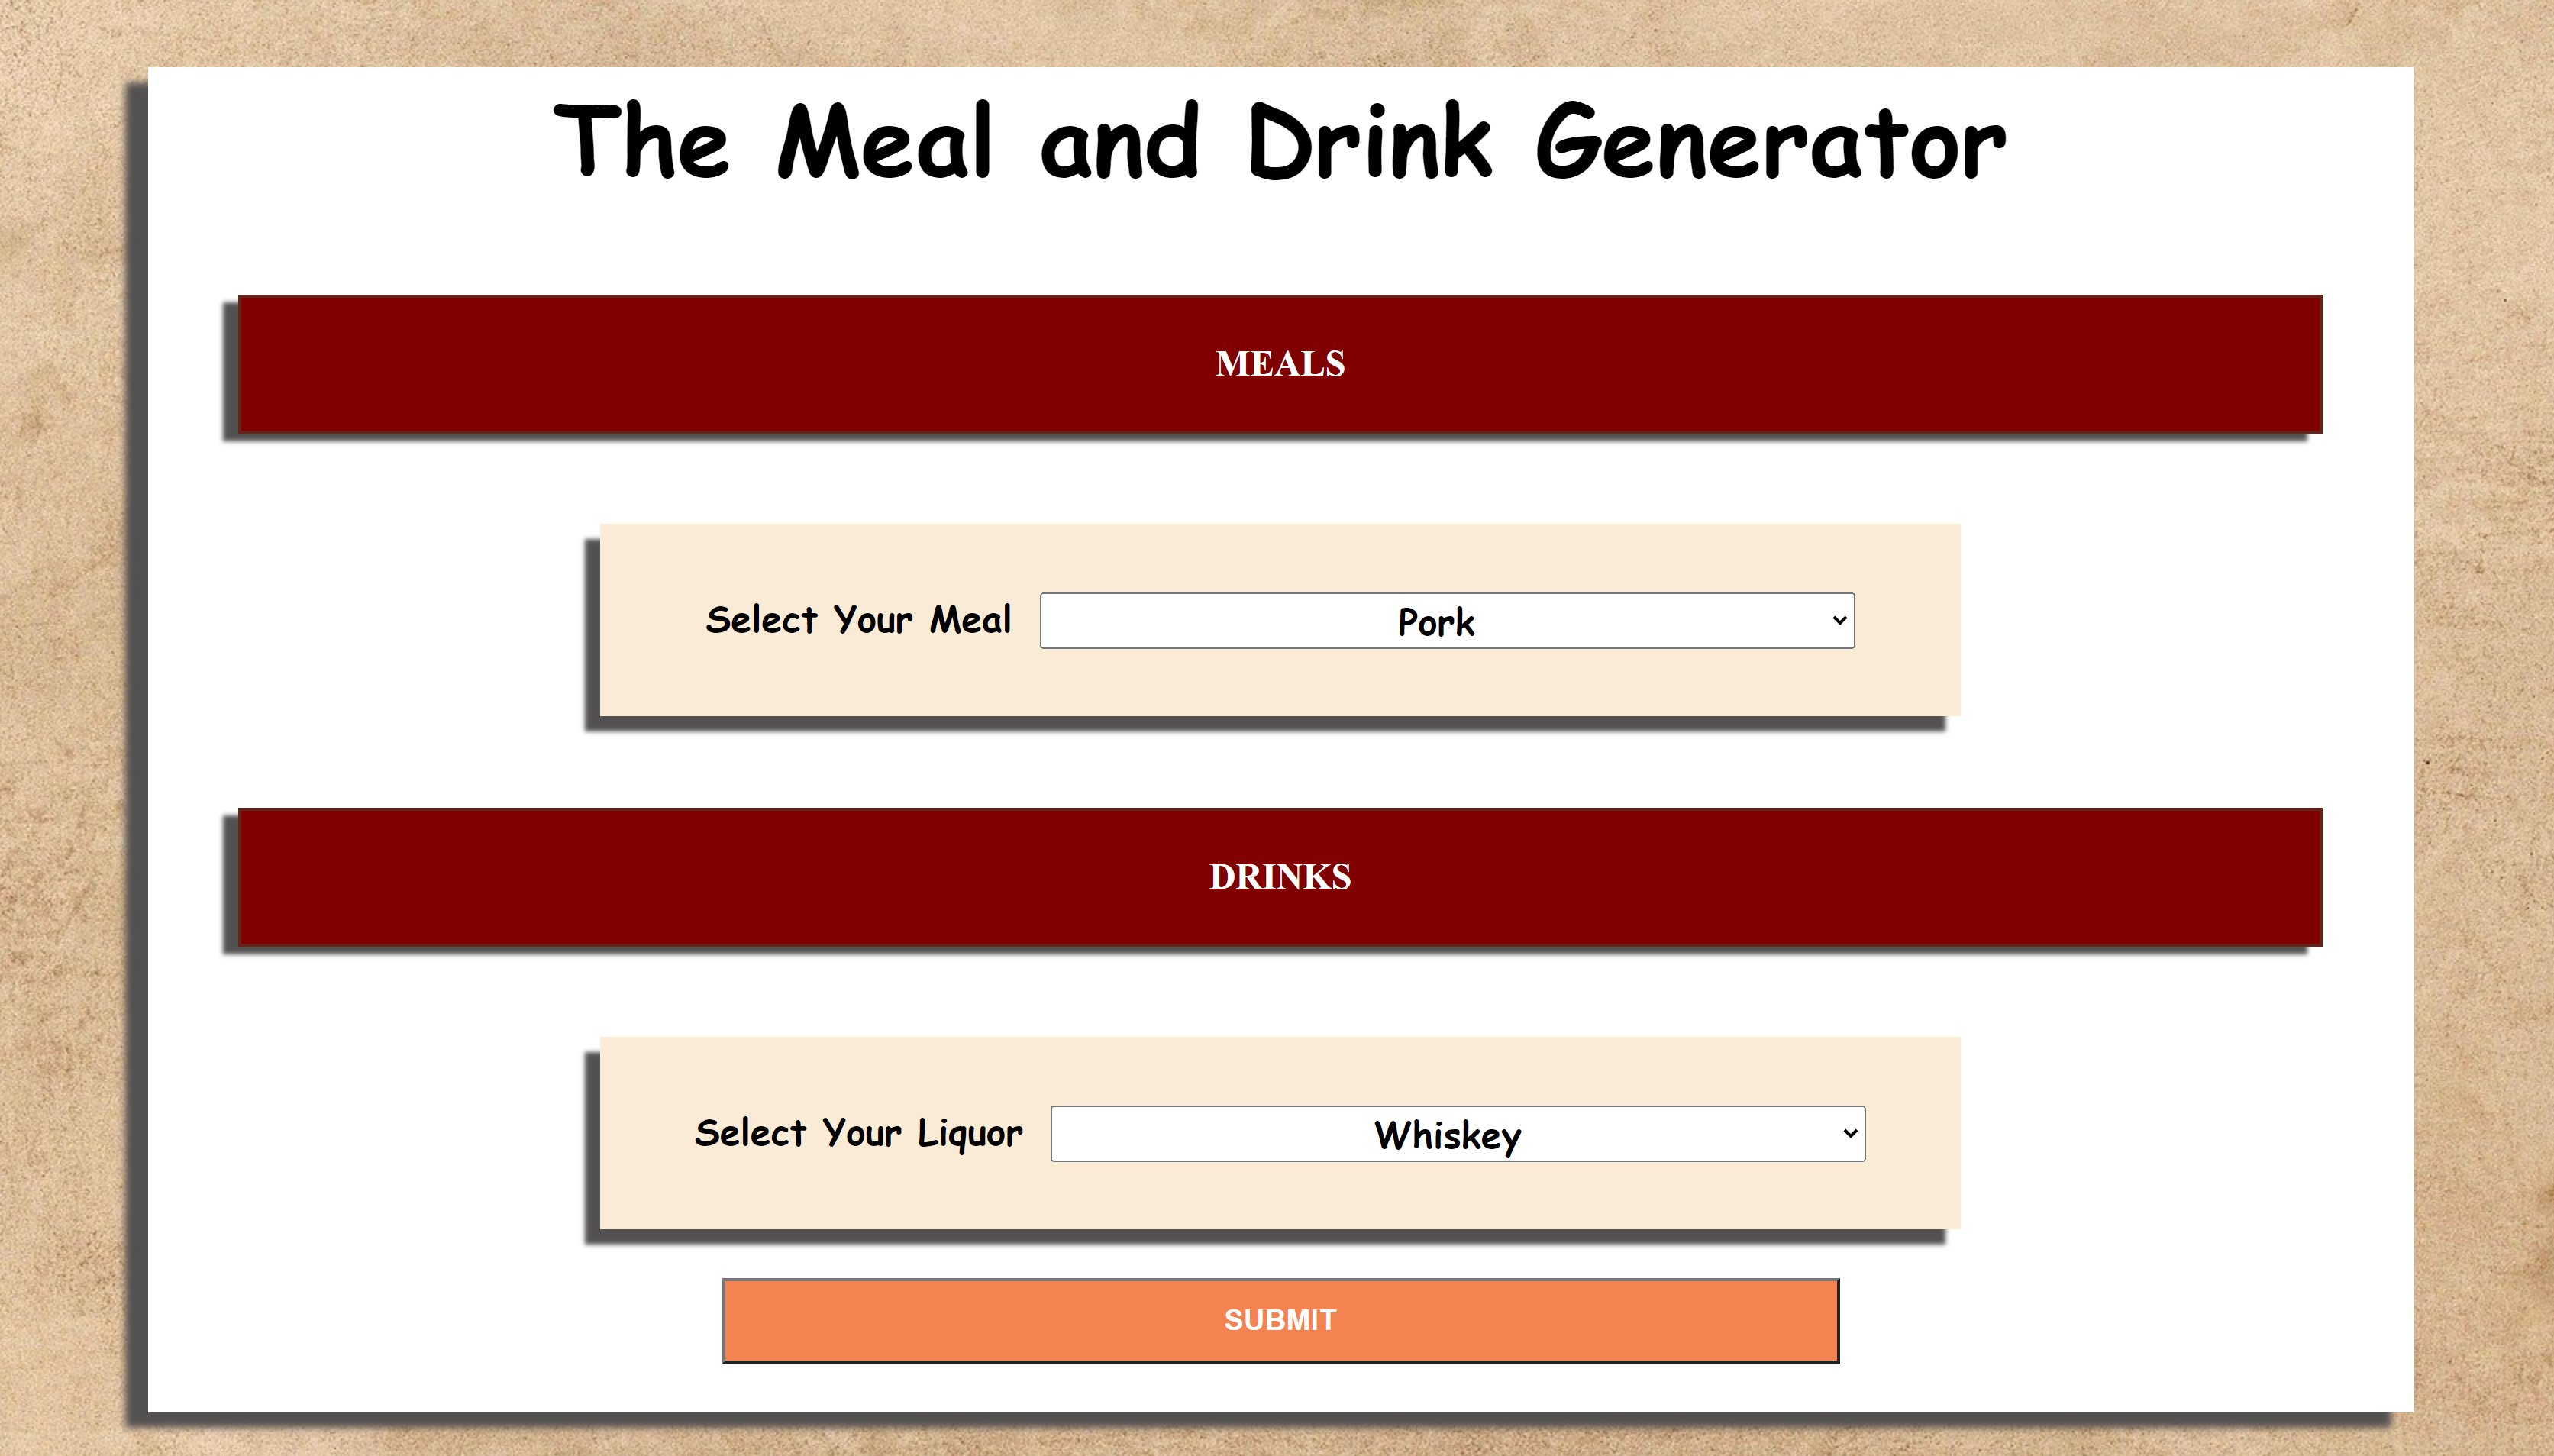 The Meal and Drink Generator
MEALS
Select Your Meal Pork
DRINKS
Select Your Liquor Whiskey
SUBMIT